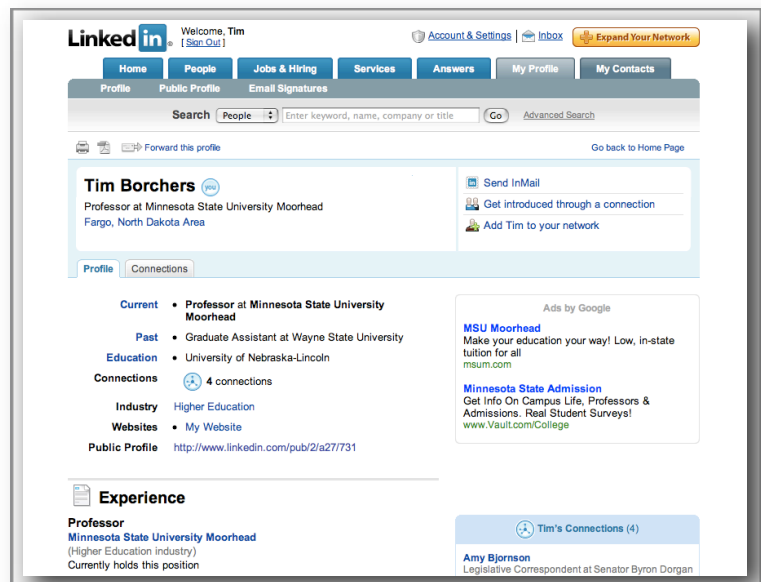 Linked in® Welcome, Tim
[ Sign Out ]
Account & Settings | Inbox Expand Your Network
Home People Jobs & Hiring Services Answers My Profile My Contacts
Profile Public Profile Email Signatures
Search People Enter keyword, name, company or title Go Advanced Search
Forward this profile Go back to Home Page
Tim Borchers you
Professor at Minnesota State University Moorhead
Fargo, North Dakota Area
Send InMail
Get introduced through a connection
Add Tim to your network
Profile Connections
Current • Professor at Minnesota State University
Moorhead
Past • Graduate Assistant at Wayne State University
Education • University of Nebraska-Lincoln
Connections 4 connections
Industry Higher Education
Websites • My Website
Public Profile http://www.linkedin.com/pub/2/a27/731
Ads by Google
MSU Moorhead
Make your education your way! Low, in-state
tuition for all
msum.com
Minnesota State Admission
Get Info On Campus Life, Professors &
Admissions. Real Student Surveys!
www.Vault.com/College
Experience
Professor
Minnesota State University Moorhead
(Higher Education industry)
Currently holds this position
Tim's Connections (4)
Amy Bjornson
Legislative Correspondent at Senator Byron Dorgan